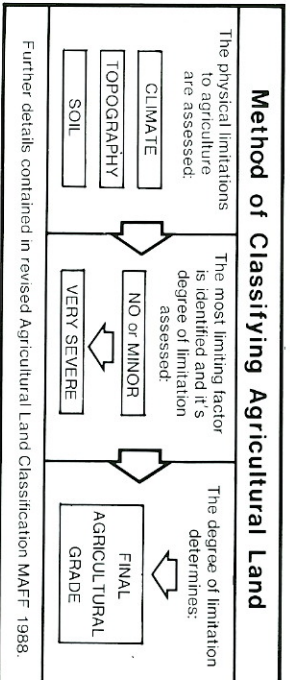 Method of Classifying Agricultural Land
The physical limitations
to agriculture
are assessed:
CLIMATE
TOPOGRAPHY
SOIL
The most limiting factor
is identified and it's
degree of limitation
assessed:
NO or MINOR
VERY SEVERE
The degree of limitation
determines:
FINAL
AGRICULTURAL
GRADE
Further details contained in revised Agricultural Land Classification MAFF 1988.